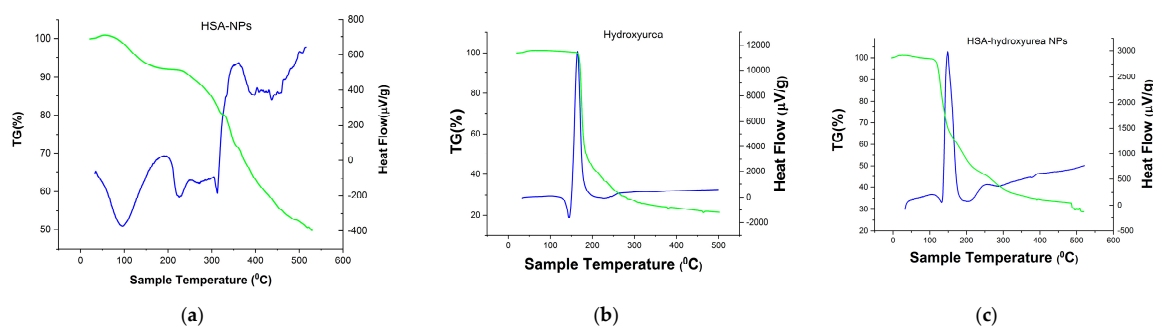 HSA-NPs
TG(%)
100
90
80
70
60
50
800
600
400
200
0
-200
-400
Heat Flow(μV/g)
0 100 200 300 400 500 600
Sample Temperature (⁰C)
(a)
Hydroxyurea
TG(%)
100
80
60
40
20
12000
10000
8000
6000
4000
2000
0
-2000
Heat Flow (μV/g)
0 100 200 300 400 500
Sample Temperature (⁰C)
(b)
HSA-hydroxyurea NPs
TG(%)
100
90
80
70
60
50
40
30
3000
2500
2000
1500
1000
500
0
-500
Heat Flow (μV/g)
0 100 200 300 400 500 600
Sample Temperature (⁰C)
(c)